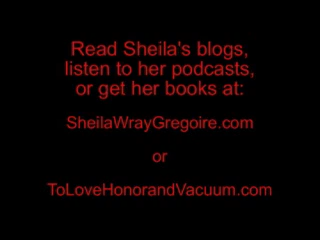 Read Sheila's blogs,
listen to her podcasts,
or get her books at:
SheilaWrayGregoire.com
or
ToLoveHonorandVacuum.com